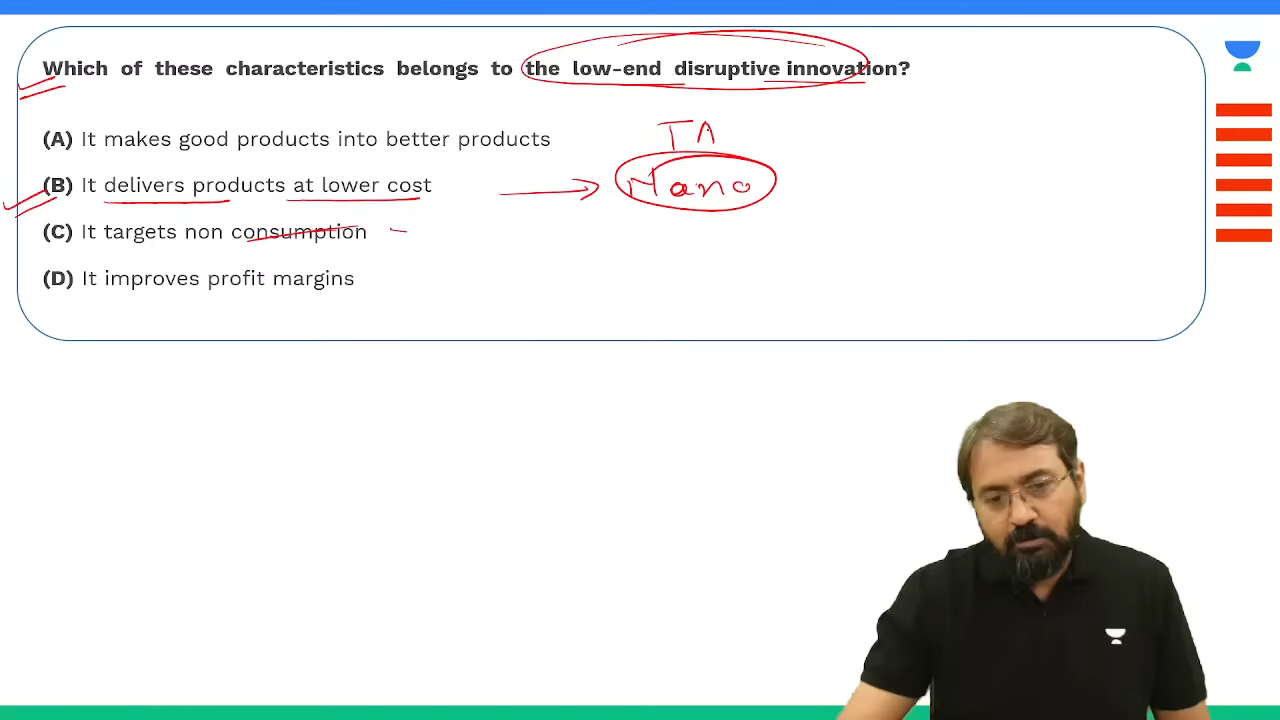 Which of these characteristics belongs to the low-end disruptive innovation?
(A) It makes good products into better products
TA
(B) It delivers products at lower cost
Nano
(C) It targets non consumption
(D) It improves profit margins